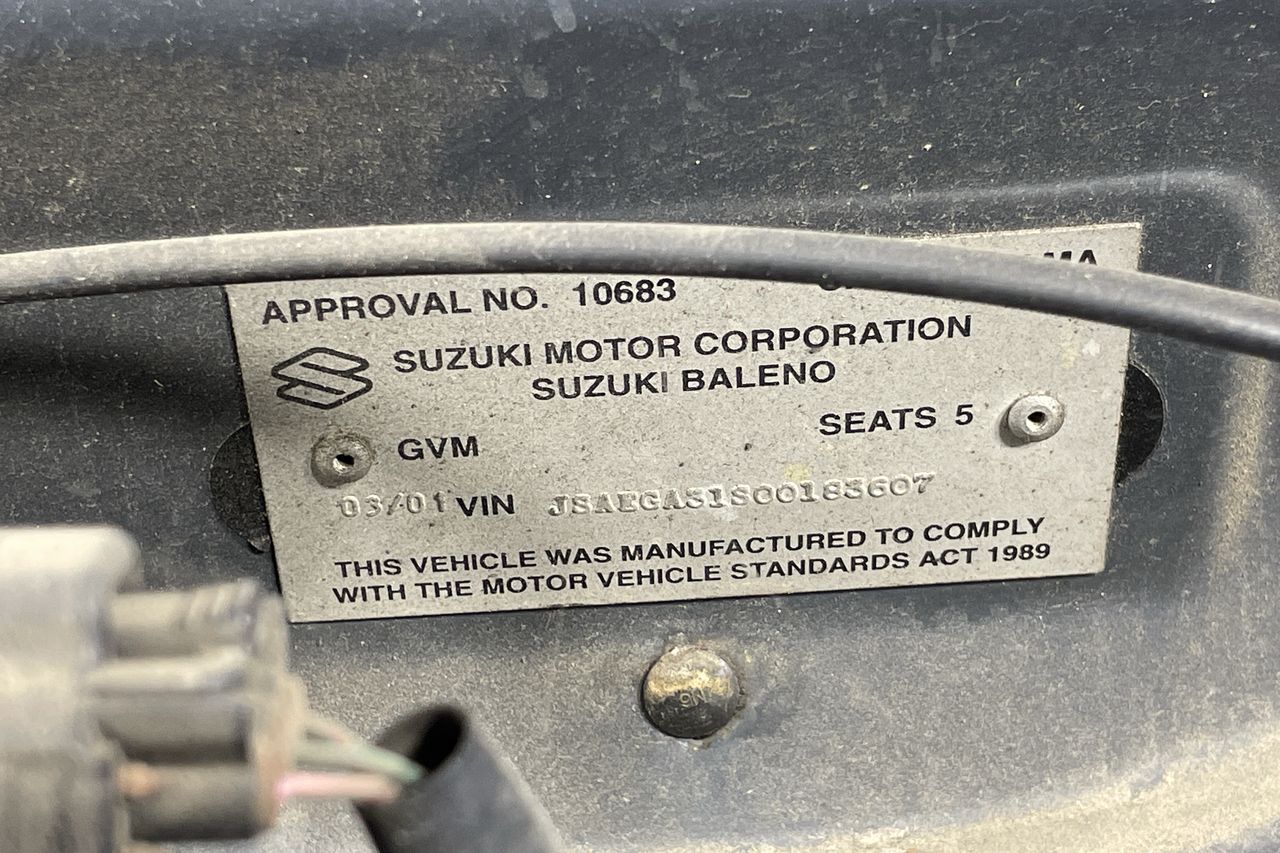 APPROVAL NO. 10683
SUZUKI MOTOR CORPORATION
SUZUKI BALENO
GVM SEATS 5
03/01 VIN JSAEGA31S00183607
THIS VEHICLE WAS MANUFACTURED TO COMPLY
WITH THE MOTOR VEHICLE STANDARDS ACT 1989